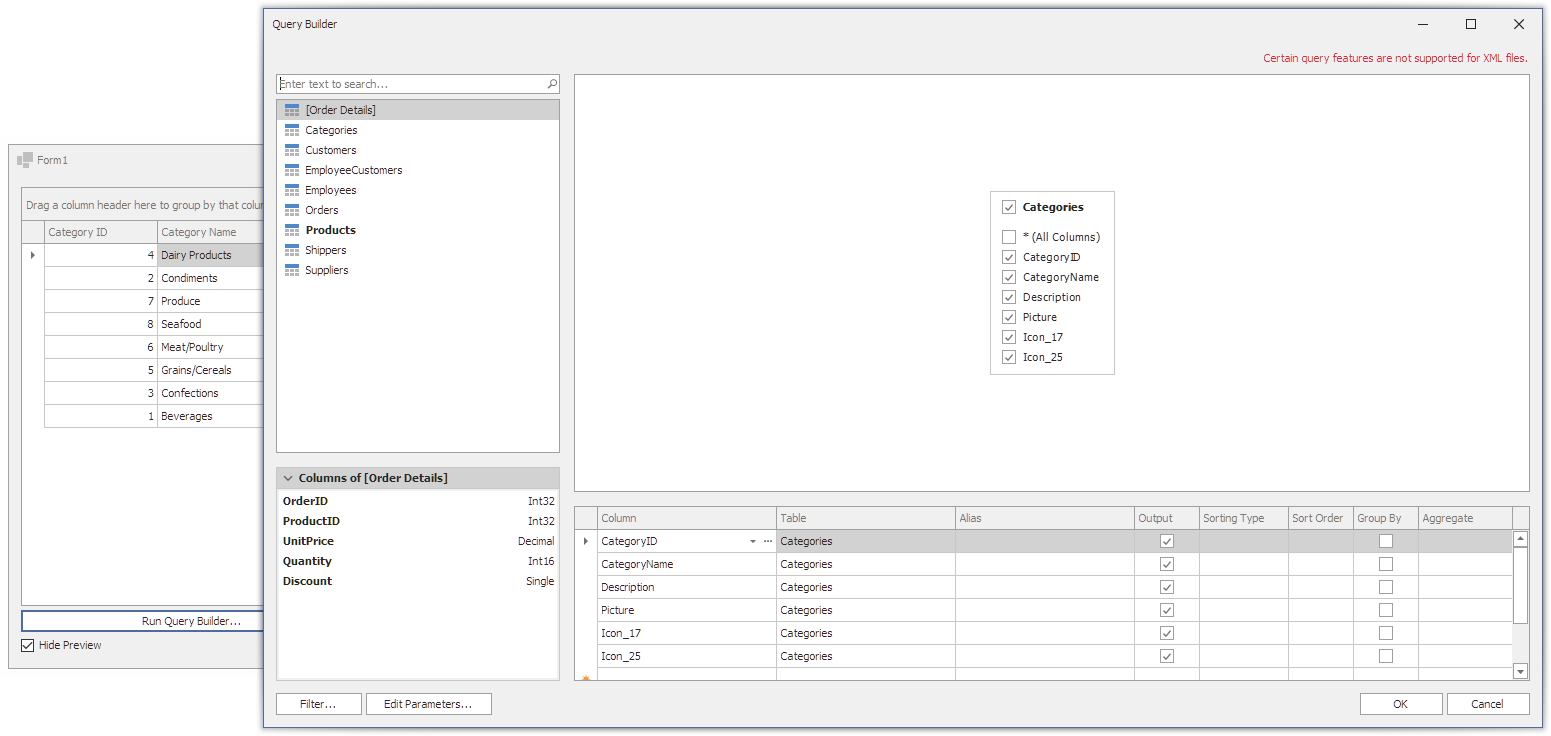 Query Builder
Certain query features are not supported for XML files.
Enter text to search...
[Order Details]
Categories
Customers
EmployeeCustomers
Employees
Orders
Products
Shippers
Suppliers
Columns of [Order Details]
OrderID Int32
ProductID Int32
UnitPrice Decimal
Quantity Int16
Discount Single
Filter...
Edit Parameters...
Categories
* (All Columns)
CategoryID
CategoryName
Description
Picture
Icon_17
Icon_25
Column Table Alias Output Sorting Type Sort Order Group By Aggregate
CategoryID ... Categories
CategoryName Categories
Description Categories
Picture Categories
Icon_17 Categories
Icon_25 Categories
OK
Cancel
Form1
Drag a column header here to group by that
Category ID Category Name
4 Dairy Products
2 Condiments
7 Produce
8 Seafood
6 Meat/Poultry
5 Grains/Cereals
3 Confections
1 Beverages
Run Query Builder...
Hide Preview